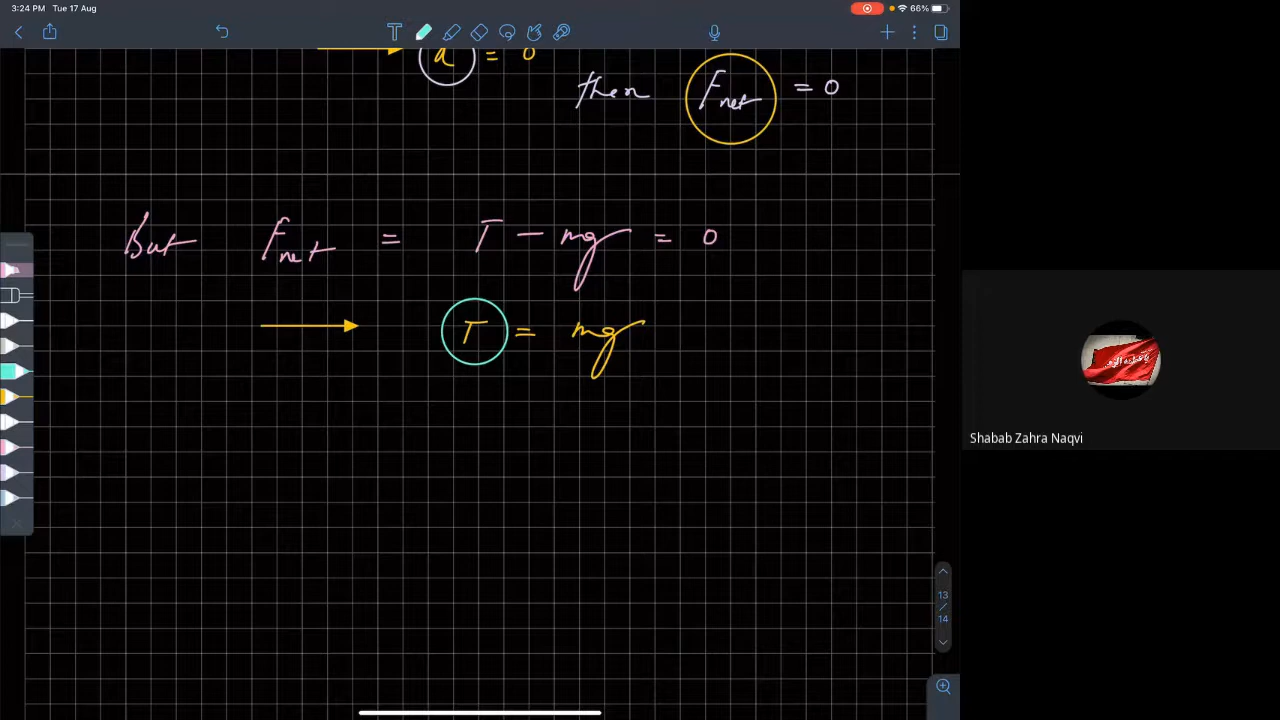 3:24 PM Tue 17 Aug
66%
a = 0
then Fnet = 0
But Fnet = T - mg = 0
T = mg
13
/
14
Shabab Zahra Naqvi